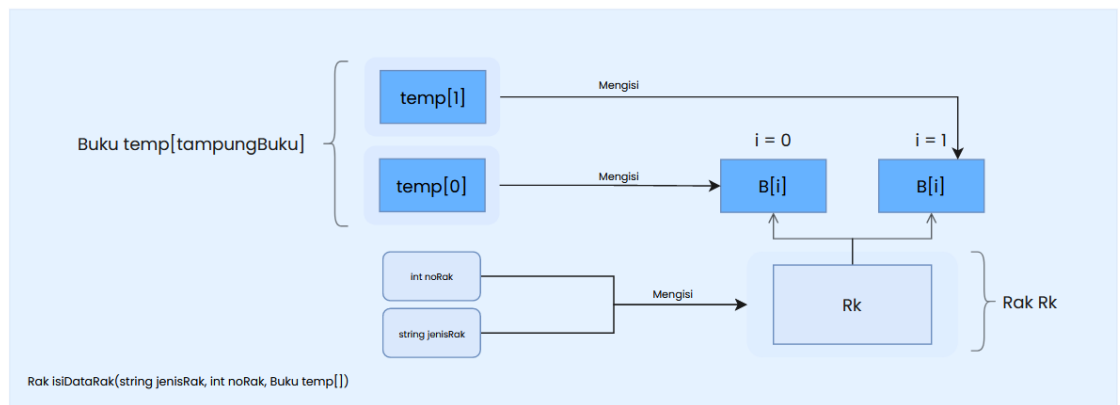 temp[1]
Mengisi
Buku temp[tampungBuku]
i = 0
i = 1
temp[0]
Mengisi
B[i]
B[i]
int noRak
Mengisi
Rk
Rak Rk
string jenisRak
Rak isiDataRak(string jenisRak, int noRak, Buku temp[])